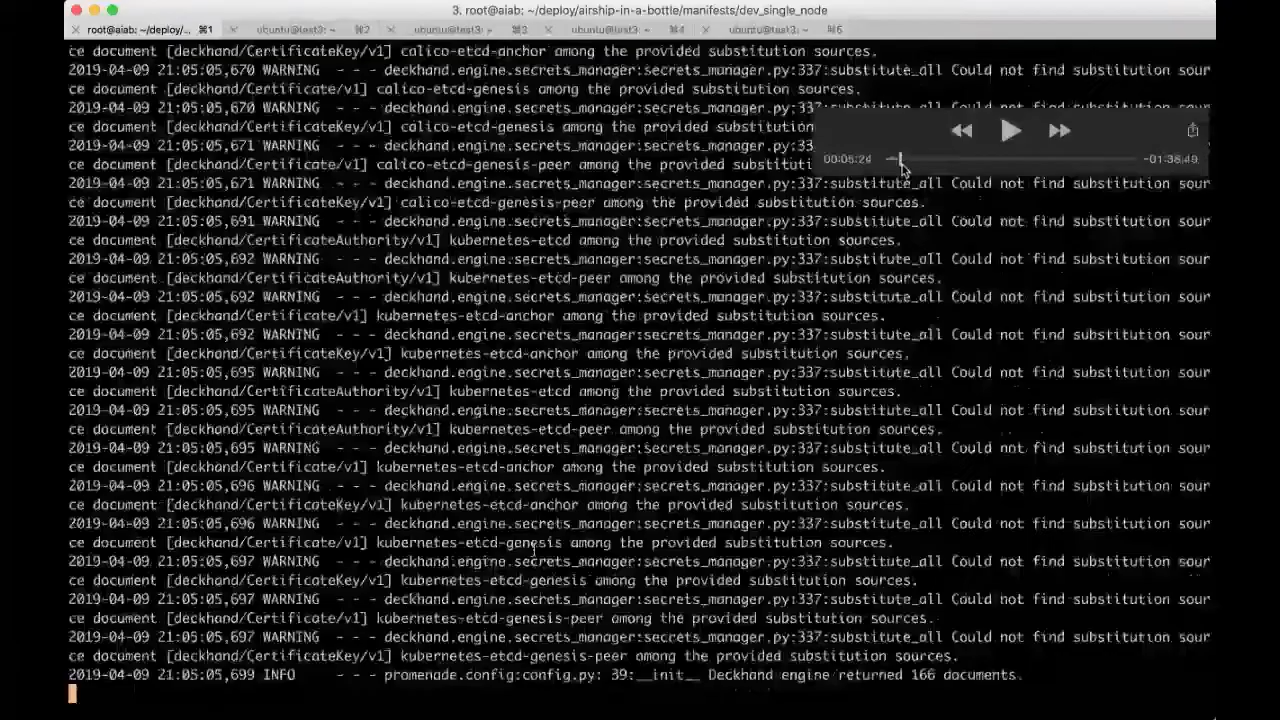 3. root@aiab: ~/deploy/airship-in-a-bottle/manifests/dev_single_node
root@aiab: ~/deploy/... ⌘1 ubuntu@test3: ~ ⌘2 ubuntu@test3: ~ ⌘3 ubuntu@test3: ~ ⌘4 ubuntu@test3: ~ ⌘5
ce document [deckhand/CertificateKey/v1] calico-etcd-anchor among the provided substitution sources.
2019-04-09 21:05:05,670 WARNING - - - deckhand.engine.secrets_manager:secrets_manager.py:337:substitute_all Could not find substitution sour
ce document [deckhand/Certificate/v1] calico-etcd-genesis among the provided substitution sources.
2019-04-09 21:05:05,670 WARNING - - - deckhand.engine.secrets_manager:secrets_manager.py:337:substitute_all Could not find substitution sour
ce document [deckhand/CertificateKey/v1] calico-etcd-genesis among the provided substitution
2019-04-09 21:05:05,671 WARNING - - - deckhand.engine.secrets_manager:secrets_manager.py:33
ce document [deckhand/Certificate/v1] calico-etcd-genesis-peer among the provided substituti
00:05:24 -01:36:49
2019-04-09 21:05:05,671 WARNING - - - deckhand.engine.secrets_manager:secrets_manager.py:337:substitute_all Could not find substitution sour
ce document [deckhand/CertificateKey/v1] calico-etcd-genesis-peer among the provided substitution sources.
2019-04-09 21:05:05,691 WARNING - - - deckhand.engine.secrets_manager:secrets_manager.py:337:substitute_all Could not find substitution sour
ce document [deckhand/CertificateAuthority/v1] kubernetes-etcd among the provided substitution sources.
2019-04-09 21:05:05,692 WARNING - - - deckhand.engine.secrets_manager:secrets_manager.py:337:substitute_all Could not find substitution sour
ce document [deckhand/CertificateAuthority/v1] kubernetes-etcd-peer among the provided substitution sources.
2019-04-09 21:05:05,692 WARNING - - - deckhand.engine.secrets_manager:secrets_manager.py:337:substitute_all Could not find substitution sour
ce document [deckhand/Certificate/v1] kubernetes-etcd-anchor among the provided substitution sources.
2019-04-09 21:05:05,692 WARNING - - - deckhand.engine.secrets_manager:secrets_manager.py:337:substitute_all Could not find substitution sour
ce document [deckhand/CertificateKey/v1] kubernetes-etcd-anchor among the provided substitution sources.
2019-04-09 21:05:05,695 WARNING - - - deckhand.engine.secrets_manager:secrets_manager.py:337:substitute_all Could not find substitution sour
ce document [deckhand/CertificateAuthority/v1] kubernetes-etcd among the provided substitution sources.
2019-04-09 21:05:05,695 WARNING - - - deckhand.engine.secrets_manager:secrets_manager.py:337:substitute_all Could not find substitution sour
ce document [deckhand/CertificateAuthority/v1] kubernetes-etcd-peer among the provided substitution sources.
2019-04-09 21:05:05,695 WARNING - - - deckhand.engine.secrets_manager:secrets_manager.py:337:substitute_all Could not find substitution sour
ce document [deckhand/Certificate/v1] kubernetes-etcd-anchor among the provided substitution sources.
2019-04-09 21:05:05,696 WARNING - - - deckhand.engine.secrets_manager:secrets_manager.py:337:substitute_all Could not find substitution sour
ce document [deckhand/CertificateKey/v1] kubernetes-etcd-anchor among the provided substitution sources.
2019-04-09 21:05:05,696 WARNING - - - deckhand.engine.secrets_manager:secrets_manager.py:337:substitute_all Could not find substitution sour
ce document [deckhand/Certificate/v1] kubernetes-etcd-genesis among the provided substitution sources.
2019-04-09 21:05:05,697 WARNING - - - deckhand.engine.secrets_manager:secrets_manager.py:337:substitute_all Could not find substitution sour
ce document [deckhand/CertificateKey/v1] kubernetes-etcd-genesis among the provided substitution sources.
2019-04-09 21:05:05,697 WARNING - - - deckhand.engine.secrets_manager:secrets_manager.py:337:substitute_all Could not find substitution sour
ce document [deckhand/Certificate/v1] kubernetes-etcd-genesis-peer among the provided substitution sources.
2019-04-09 21:05:05,697 WARNING - - - deckhand.engine.secrets_manager:secrets_manager.py:337:substitute_all Could not find substitution sour
ce document [deckhand/CertificateKey/v1] kubernetes-etcd-genesis-peer among the provided substitution sources.
2019-04-09 21:05:05,699 INFO - - - promenade.config:config.py: 39:__init__ Deckhand engine returned 166 documents.